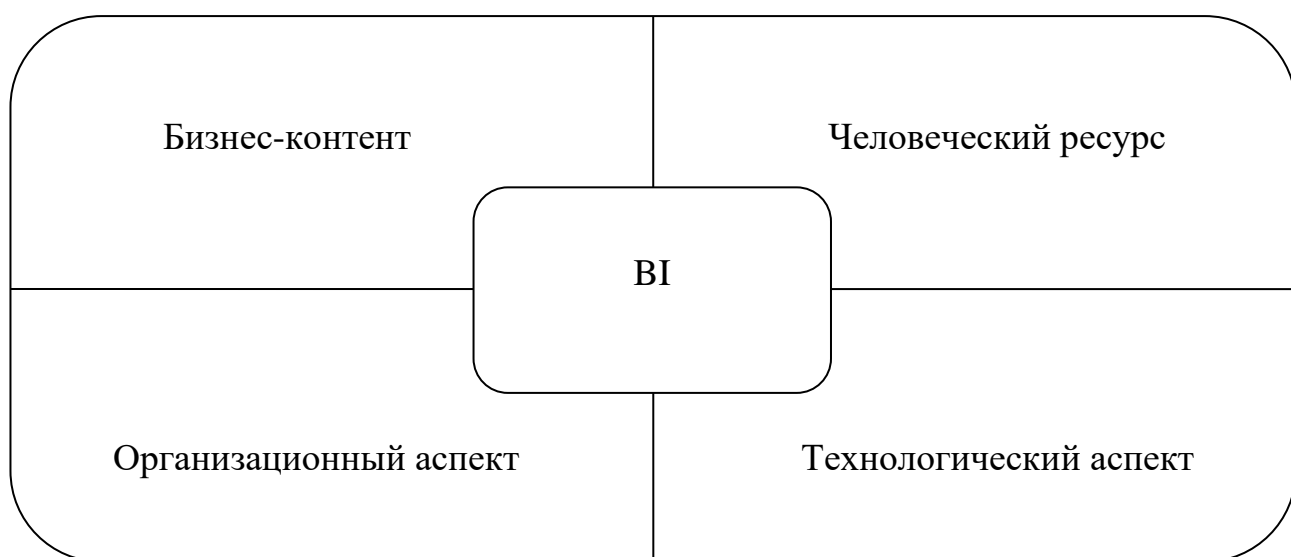 Бизнес-контент
Человеческий ресурс
BI
Организационный аспект
Технологический аспект